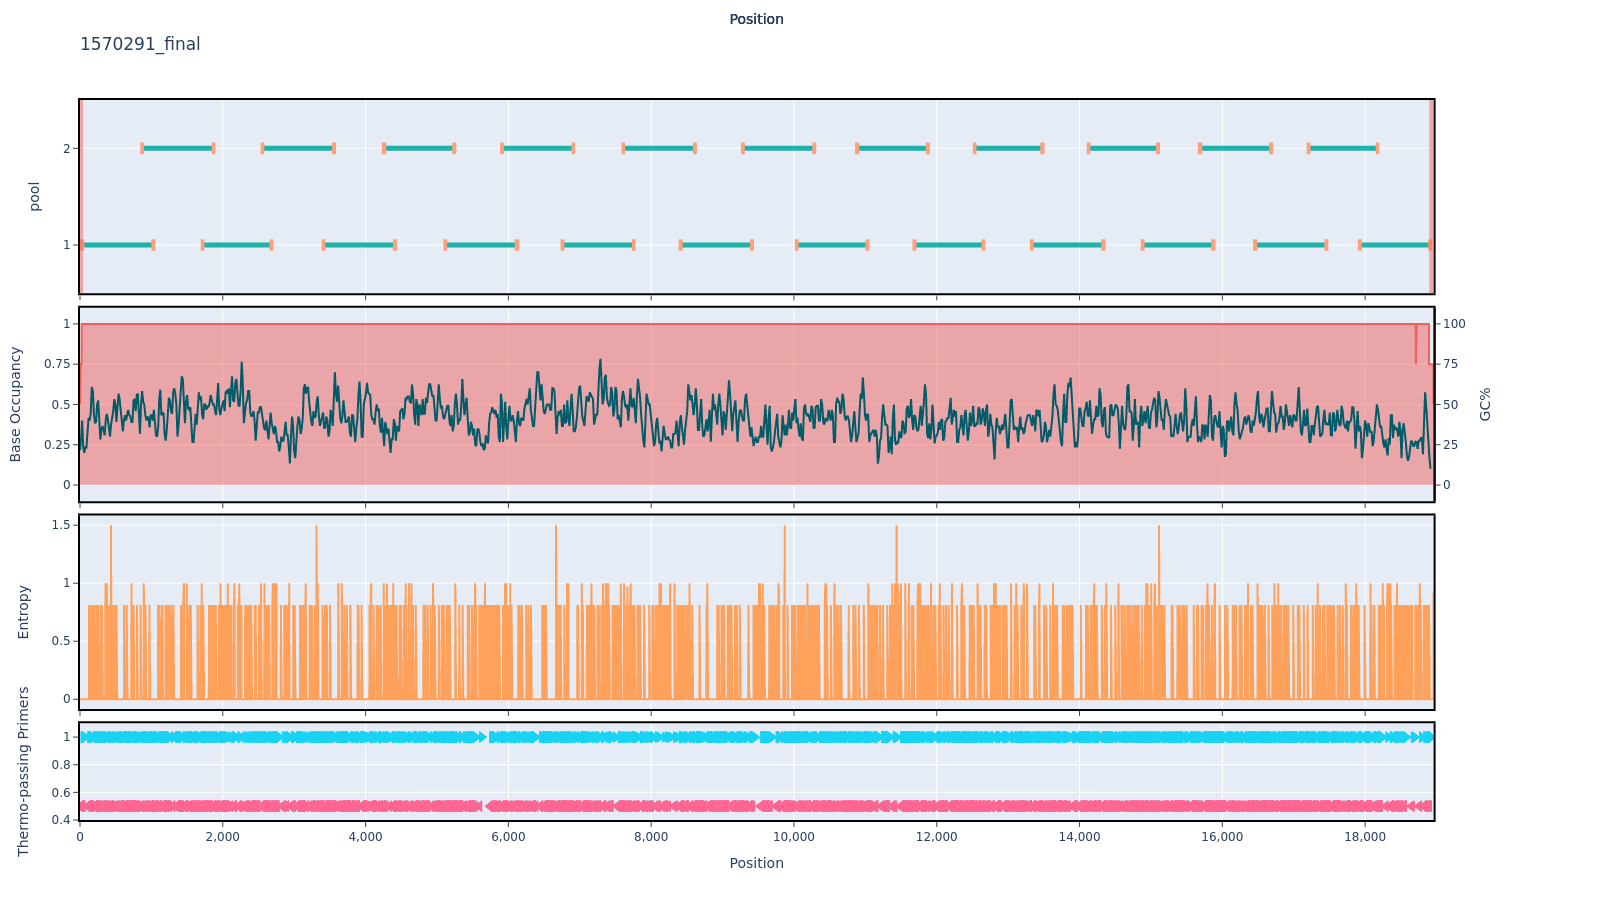 Position
1570291_final
pool
2
1
Base Occupancy
1
0.75
0.5
0.25
0
100
75
50
25
0
GC%
Entropy
1.5
1
0.5
0
Thermo-passing Primers
1
0.8
0.6
0.4
0 2,000 4,000 6,000 8,000 10,000 12,000 14,000 16,000 18,000
Position